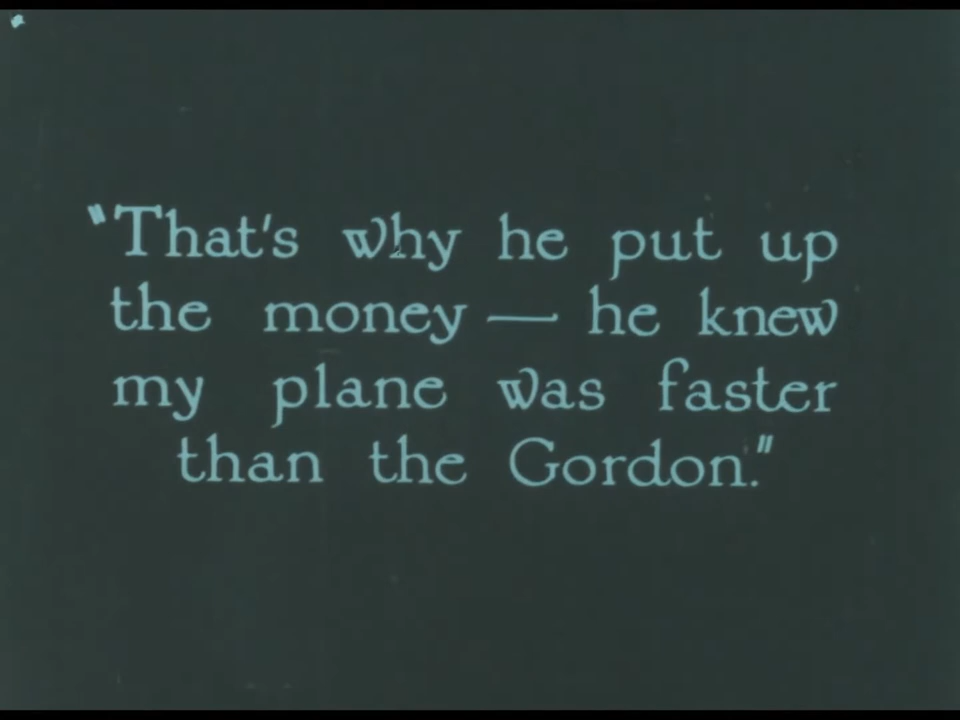 "That's why he put up
the money — he knew
my plane was faster
than the Gordon."